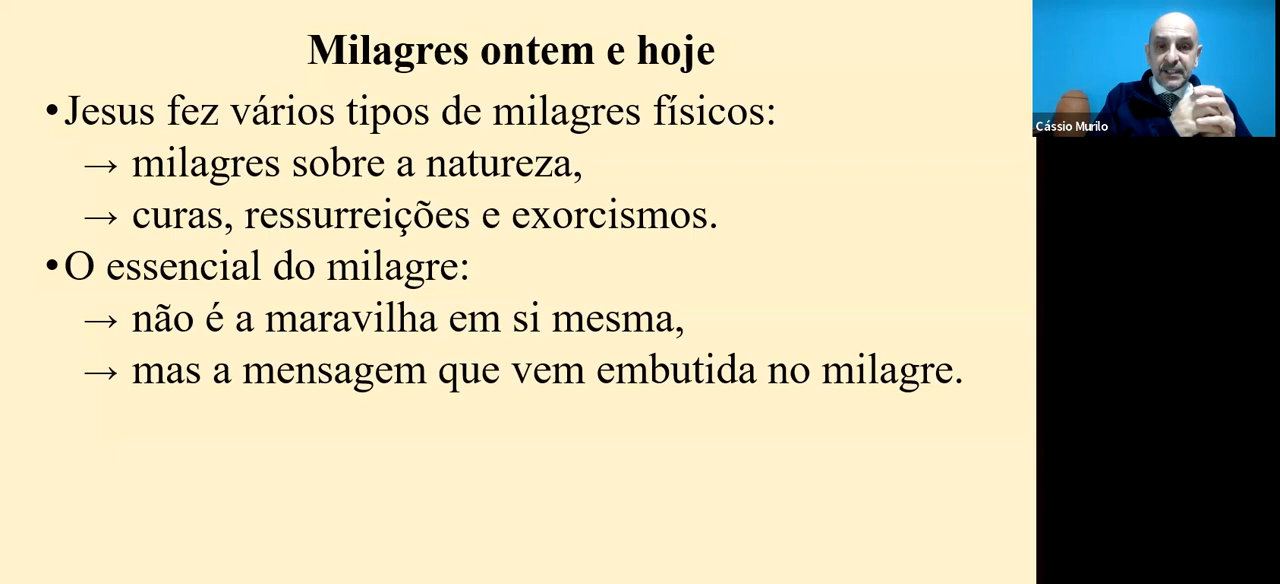 Milagres ontem e hoje
•Jesus fez vários tipos de milagres físicos:
→ milagres sobre a natureza,
→ curas, ressurreições e exorcismos.
•O essencial do milagre:
→ não é a maravilha em si mesma,
→ mas a mensagem que vem embutida no milagre.
Cássio Murilo